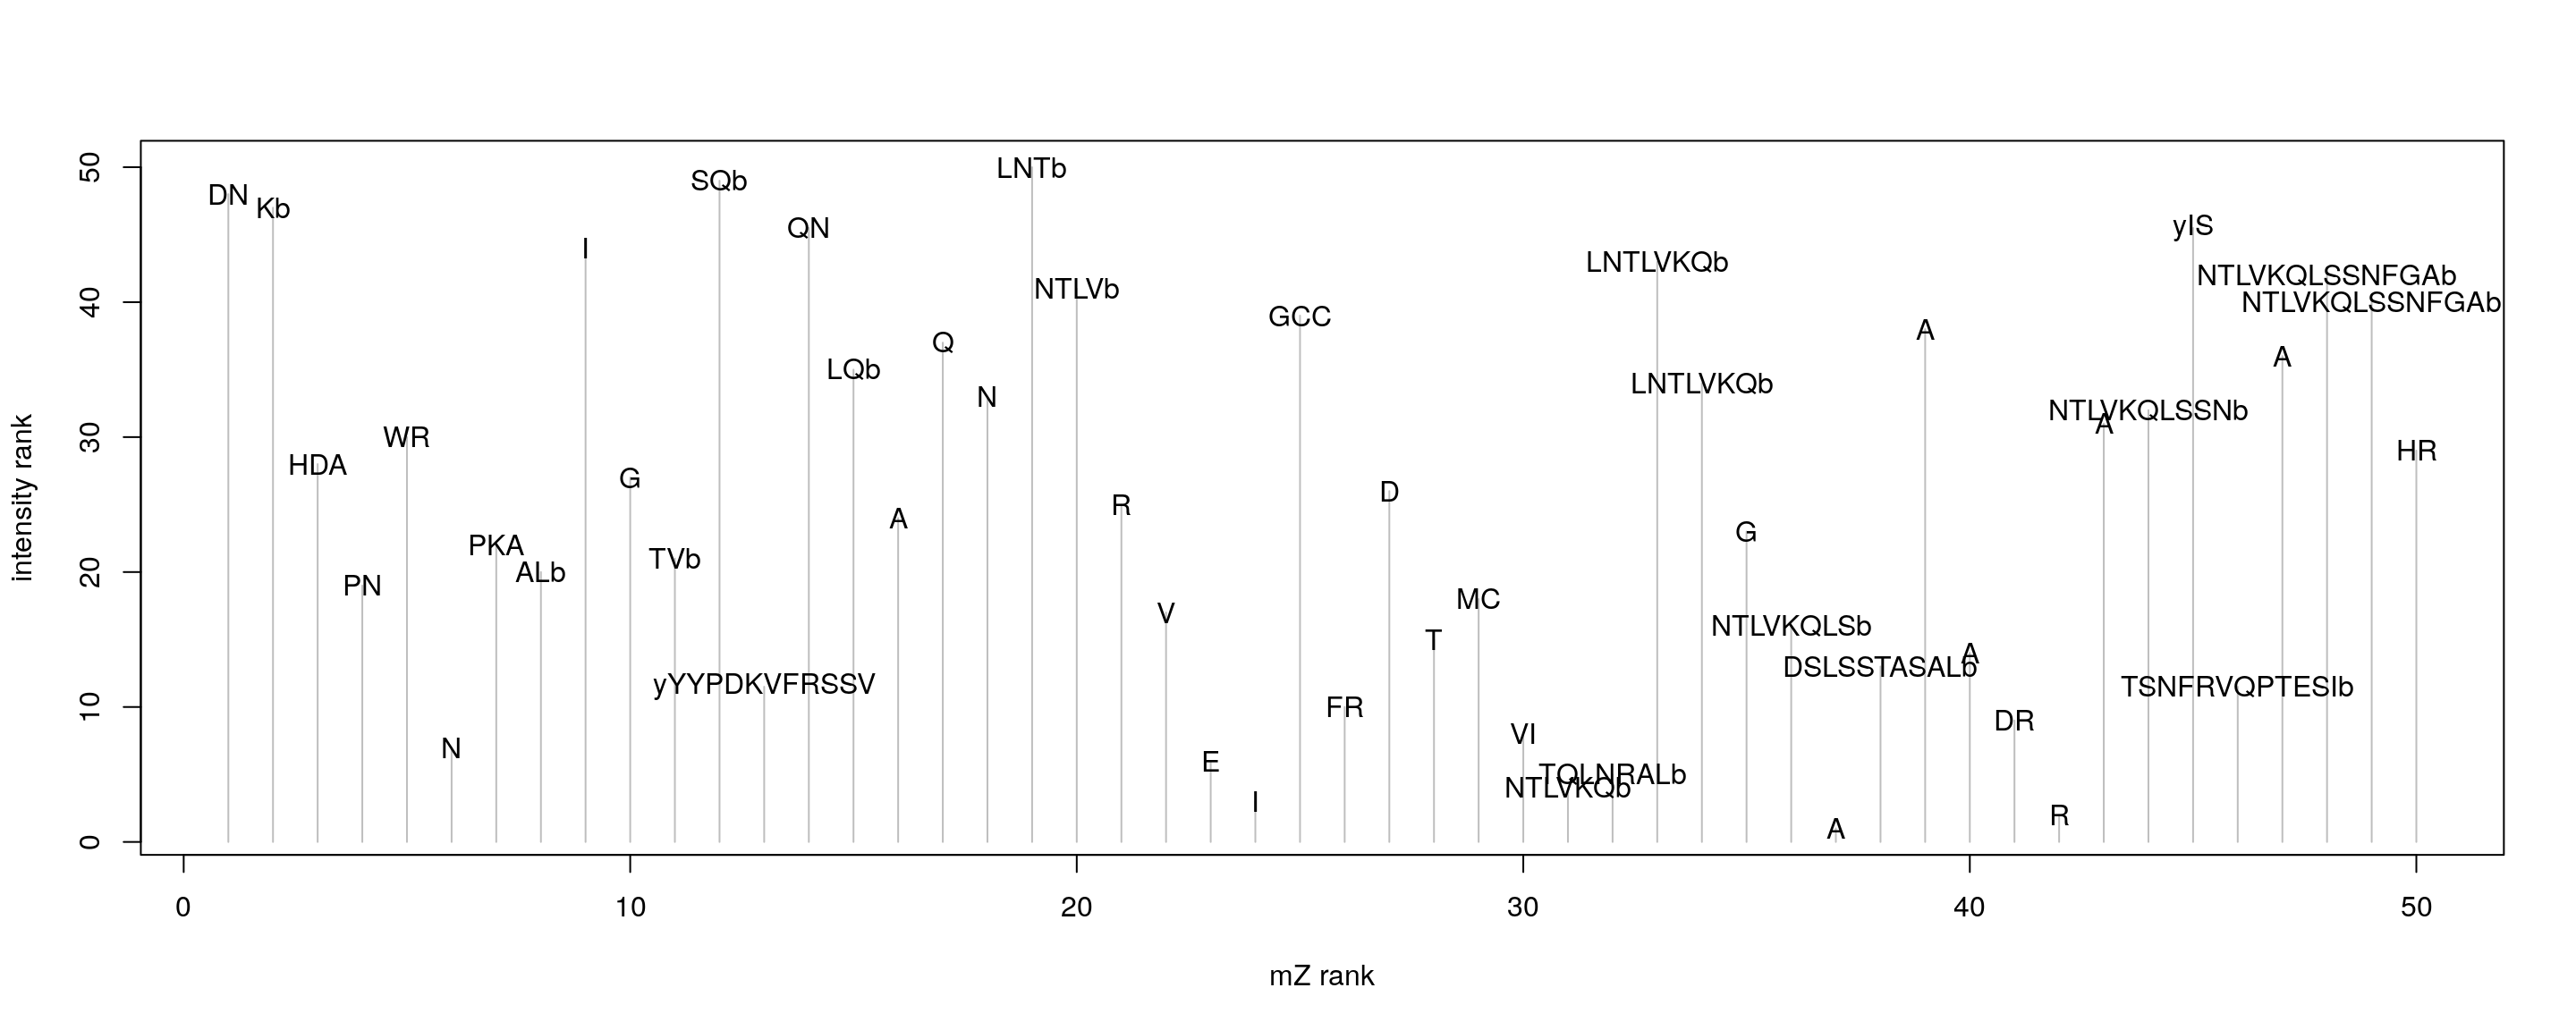 50
LNTb
DN
Kb
SQb
QN
yIS
I
LNTLVKQb
NTLVKQLSSNFGAb
NTLVKQLSSNFGAb
40
NTLVb
GCC
A
Q
A
LQb
LNTLVKQb
N
NTLVKQLSSNb
A
30
WR
HR
HDA
G
D
R
A
G
PKA
TVb
20
ALb
PN
MC
V
NTLVKQLSb
T
A
DSLSSTASALb
yYYPDKVFRSSV
TSNFRVQPTESIb
10
FR
DR
N
VI
E
TQLNRALb
NTLVKQb
I
R
A
0
intensity rank
0 10 20 30 40 50
mZ rank